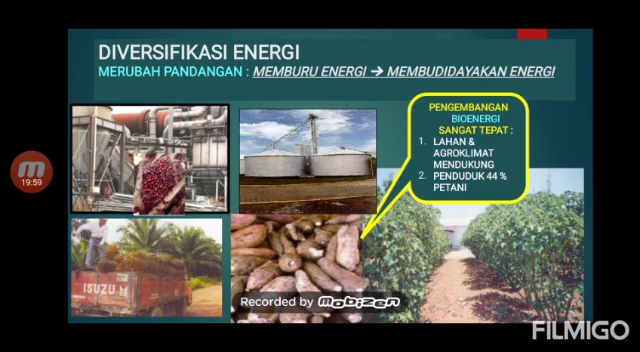 DIVERSIFIKASI ENERGI
MERUBAH PANDANGAN : MEMBURU ENERGI → MEMBUDIDAYAKAN ENERGI
PENGEMBANGAN
BIOENERGI
SANGAT TEPAT :
1. LAHAN &
AGROKLIMAT
MENDUKUNG
2. PENDUDUK 44 %
PETANI
19:59
ISUZU
Recorded by mobizen
FILMIGO